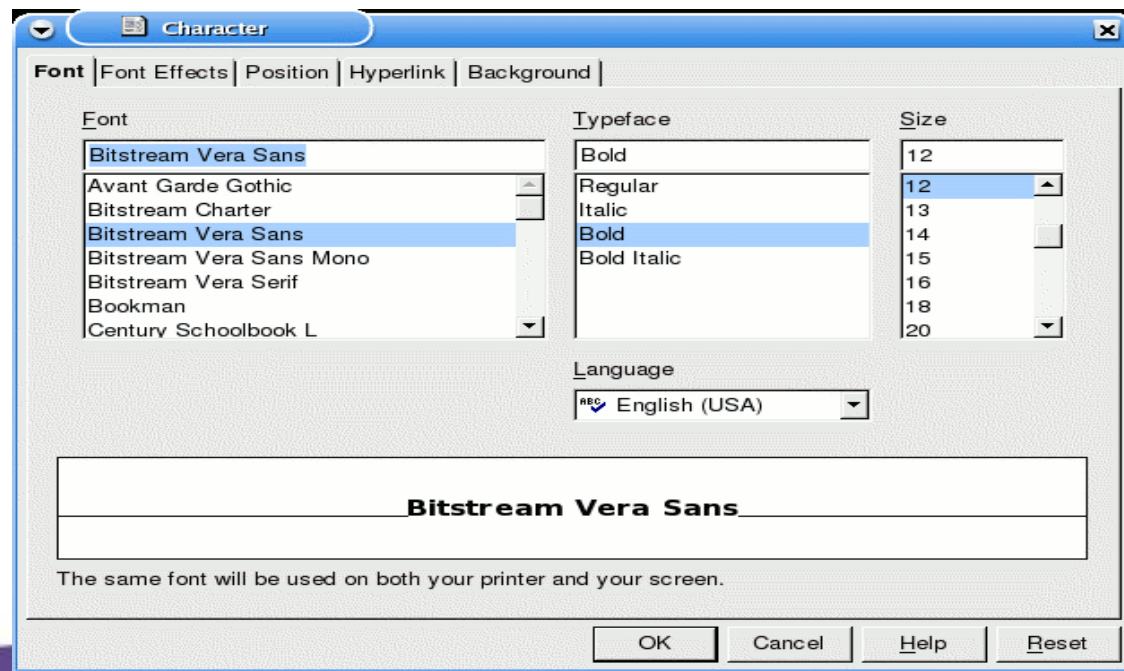 Character
Font Font Effects Position Hyperlink Background
Font Typeface Size
Bitstream Vera Sans Bold 12
Avant Garde Gothic Regular 12
Bitstream Charter Italic 13
Bitstream Vera Sans Bold 14
Bitstream Vera Sans Mono Bold Italic 15
Bitstream Vera Serif 16
Bookman 18
Century Schoolbook L 20
Language
ABC English (USA)
Bitstream Vera Sans
The same font will be used on both your printer and your screen.
OK Cancel Help Reset